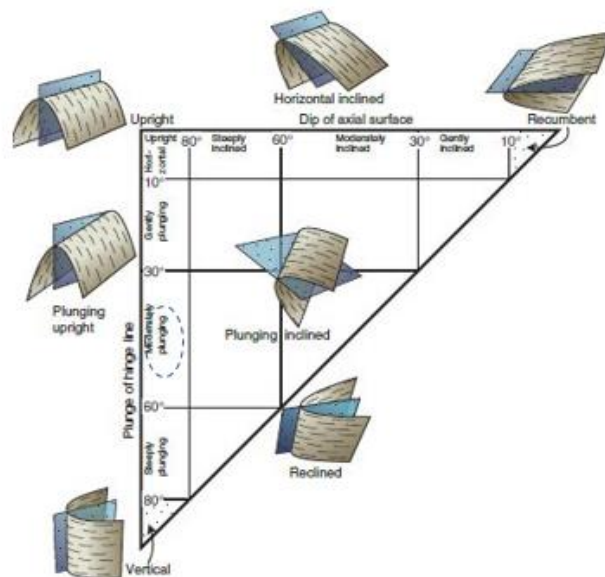 Horizontal inclined
Upright
Dip of axial surface
Recumbent
Upright
80°
Steeply
inclined
60°
Moderately
inclined
30°
Gently
inclined
10°
Hori-
zontal
10°
Gently
plunging
30°
Plunging
upright
Plunge of hinge line
plunging
Plunging inclined
60°
Reclined
Steeply
plunging
80°
Vertical